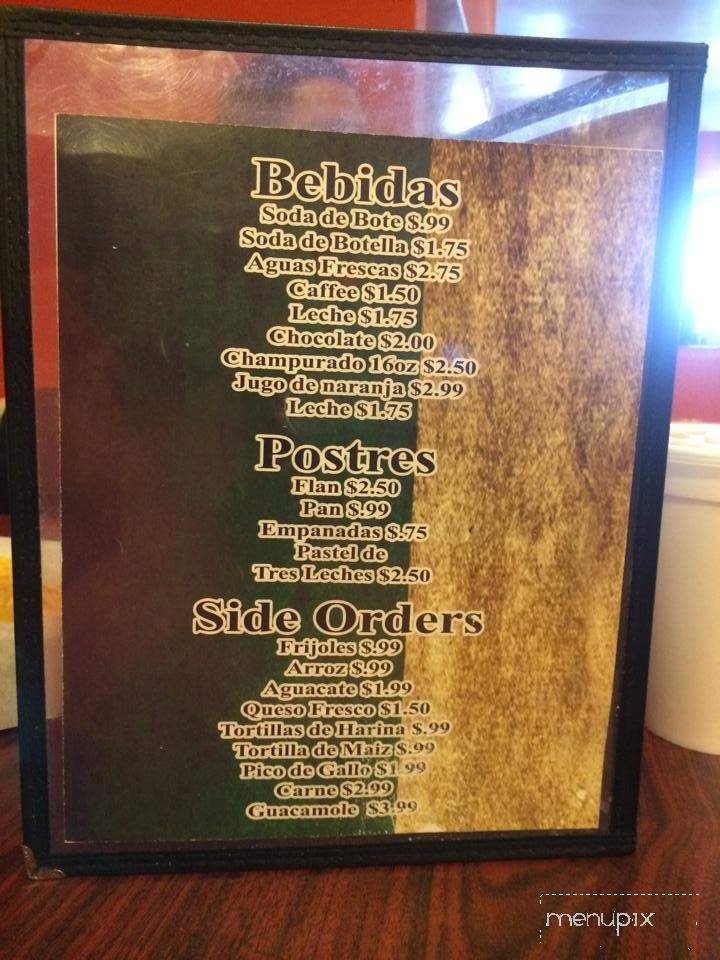 Bebidas
Soda de Bote $.99
Soda de Botella $1.75
Aguas Frescas $2.75
Caffee $1.50
Leche $1.75
Chocolate $2.00
Champurado 16oz $2.50
Jugo de naranja $2.99
Leche $1.75
Postres
Flan $2.50
Pan $.99
Empanadas $.75
Pastel de
Tres Leches $2.50
Side Orders
Frijoles $.99
Arroz $.99
Aguacate $1.99
Queso Fresco $1.50
Tortillas de Harina $.99
Tortilla de Maiz $.99
Pico de Gallo $1.99
Carne $2.99
Guacamole $3.99
menupix